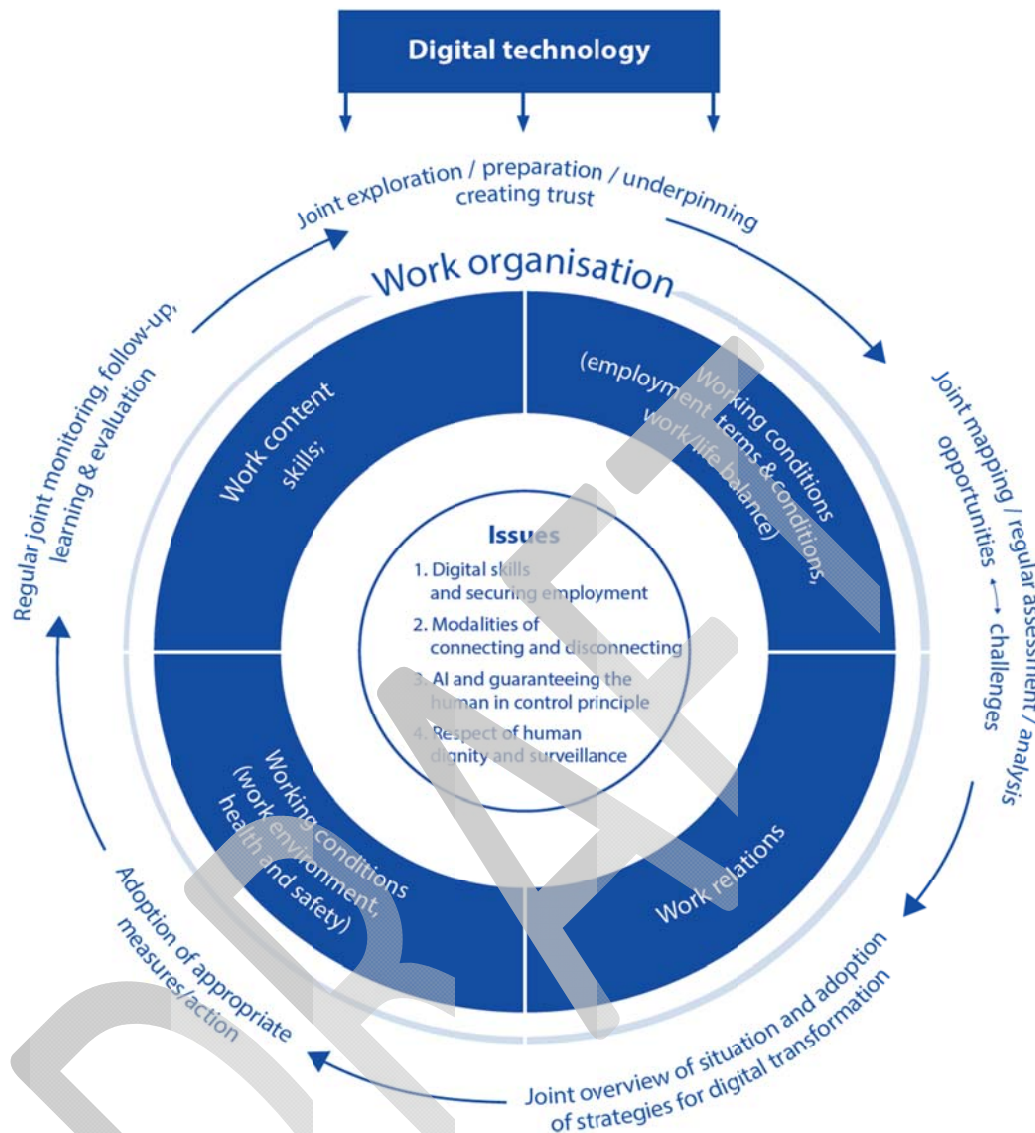 Digital technology
Joint exploration / preparation / underpinning
creating trust
Work organisation
Joint mapping / regular assessment / analysis
opportunities ←→ challenges
Joint overview of situation and adoption
of strategies for digital transformation
Adoption of appropriate
measures/action
Regular joint monitoring, follow-up,
learning & evaluation
Work content
skills;
Working conditions
(employment terms & conditions,
work/life balance)
Work relations
Working conditions
(work environment,
health and safety)
Issues
1. Digital skills
and securing employment
2. Modalities of
connecting and disconnecting
3. AI and guaranteeing the
human in control principle
4. Respect of human
dignity and surveillance
DRAFT